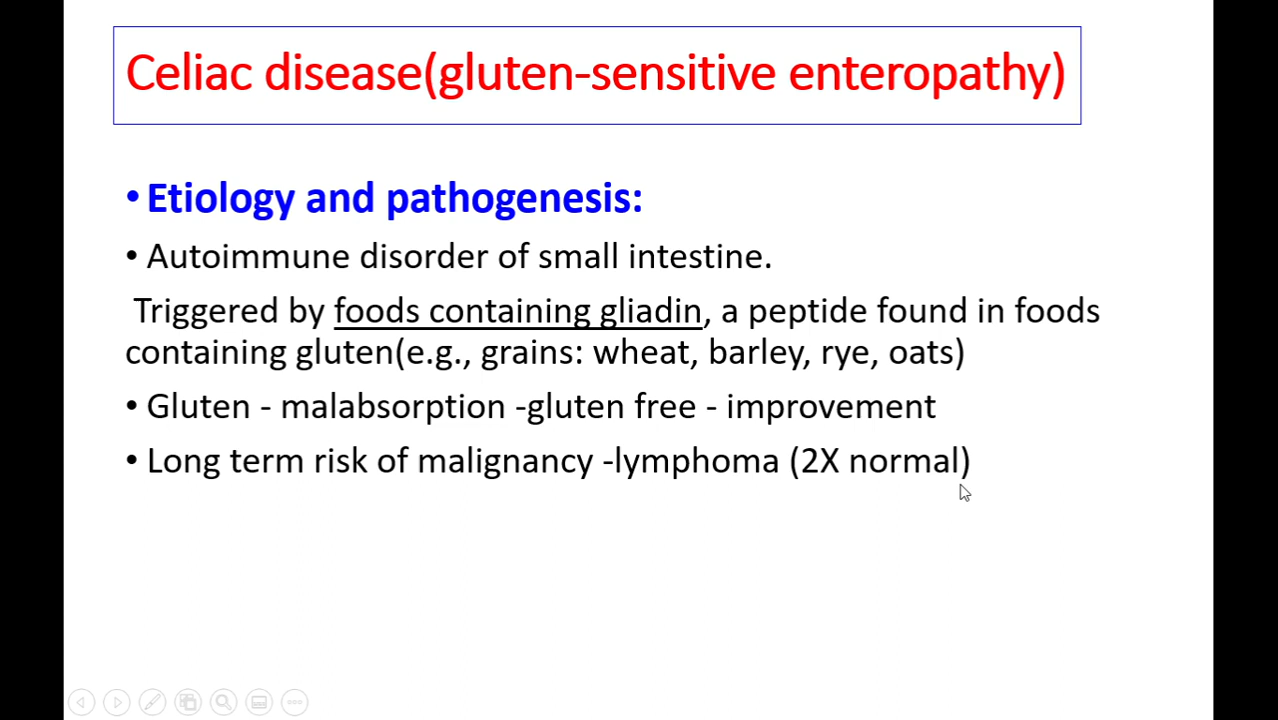 Celiac disease(gluten-sensitive enteropathy)
•Etiology and pathogenesis:
• Autoimmune disorder of small intestine.
Triggered by foods containing gliadin, a peptide found in foods
containing gluten(e.g., grains: wheat, barley, rye, oats)
• Gluten - malabsorption -gluten free - improvement
• Long term risk of malignancy -lymphoma (2X normal)